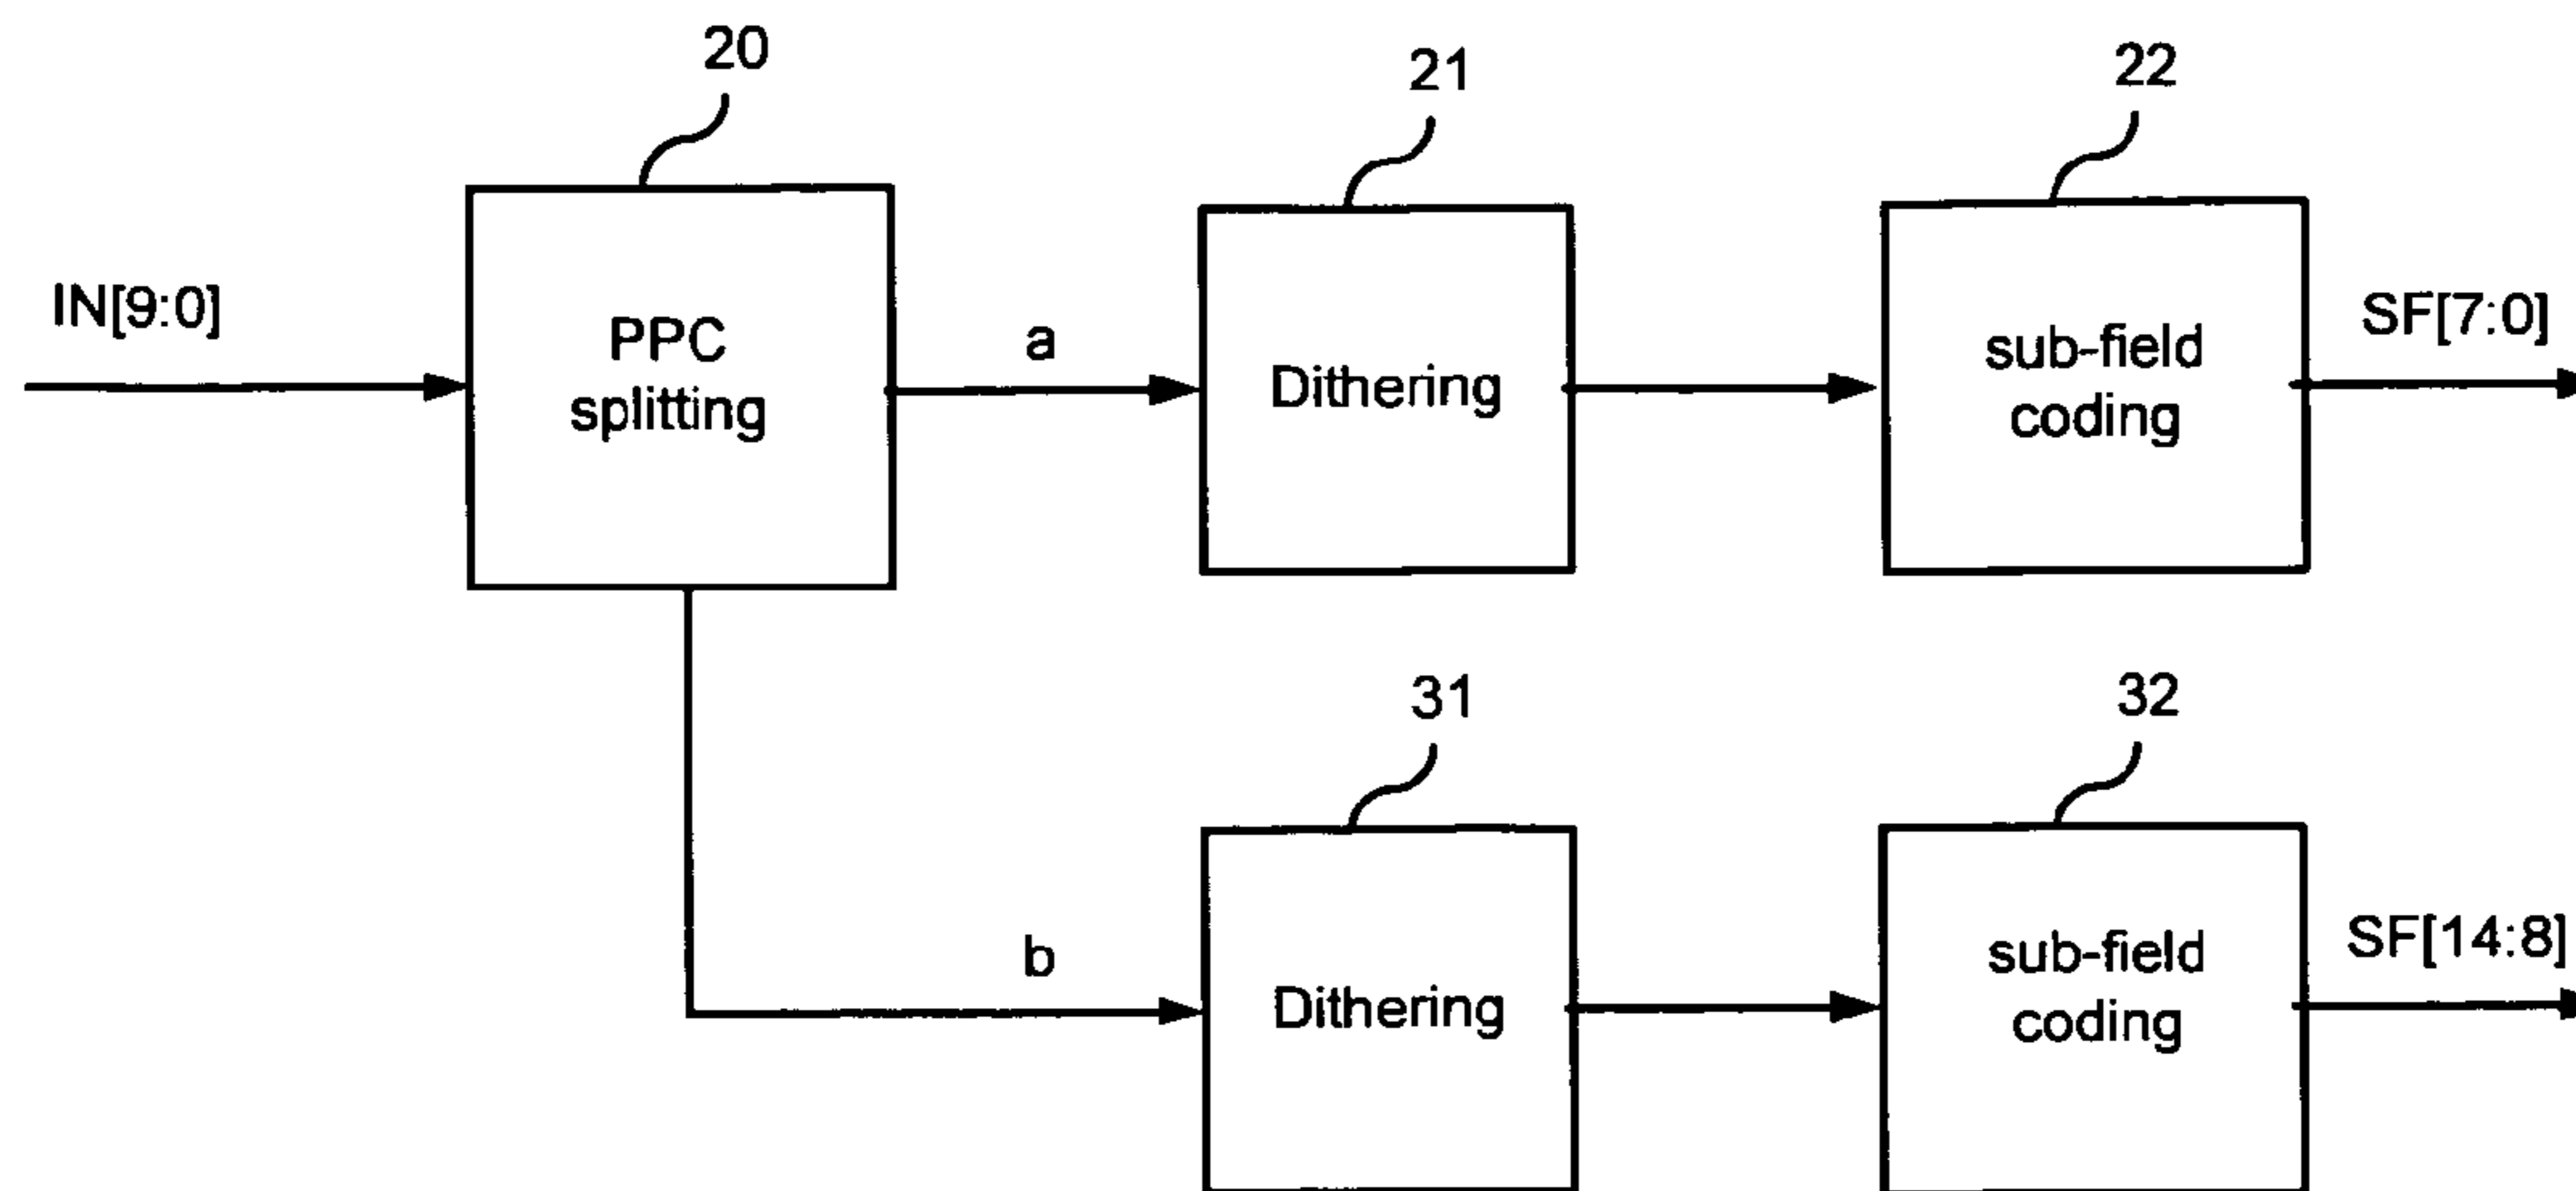 20
21
22
IN[9:0]
PPC
splitting
a
Dithering
sub-field
coding
SF[7:0]
31
32
b
Dithering
sub-field
coding
SF[14:8]